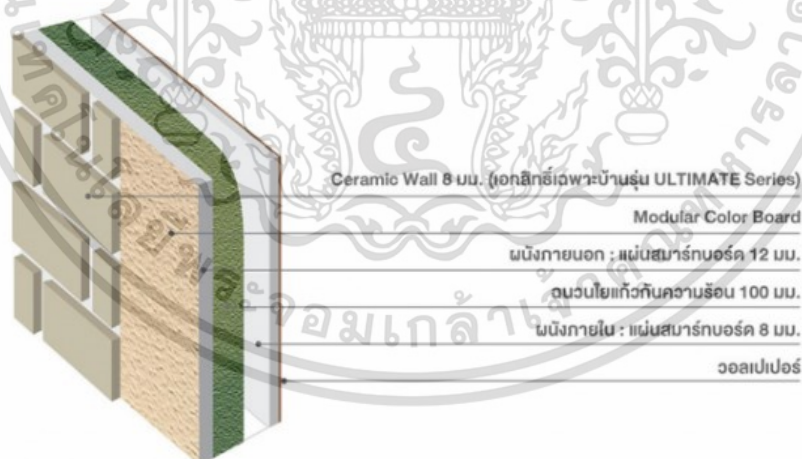 Ceramic Wall 8 มม. (เอกสิทธิ์เฉพาะบ้านรุ่น ULTIMATE Series)
Modular Color Board
ผนังภายนอก : แผ่นสมาร์ทบอร์ด 12 มม.
ฉนวนใยแก้วกันความร้อน 100 มม.
ผนังภายใน : แผ่นสมาร์ทบอร์ด 8 มม.
วอลเปเปอร์